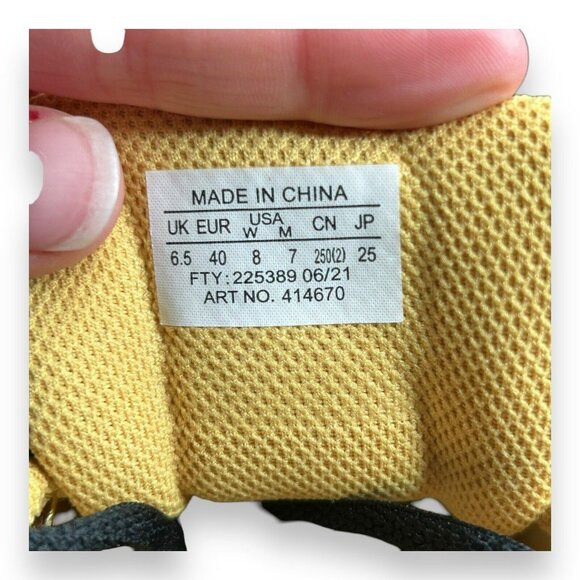 MADE IN CHINA
UK EUR USA W M CN JP
6.5 40 8 7 250(2) 25
FTY: 225389 06/21
ART NO. 414670